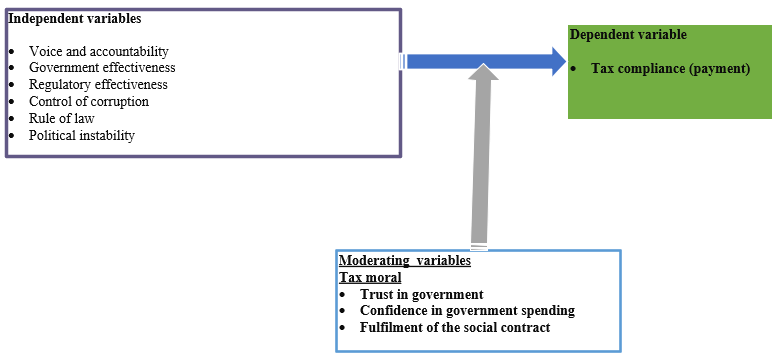 Independent variables
• Voice and accountability
• Government effectiveness
• Regulatory effectiveness
• Control of corruption
• Rule of law
• Political instability
Dependent variable
• Tax compliance (payment)
Moderating variables
Tax moral
• Trust in government
• Confidence in government spending
• Fulfilment of the social contract